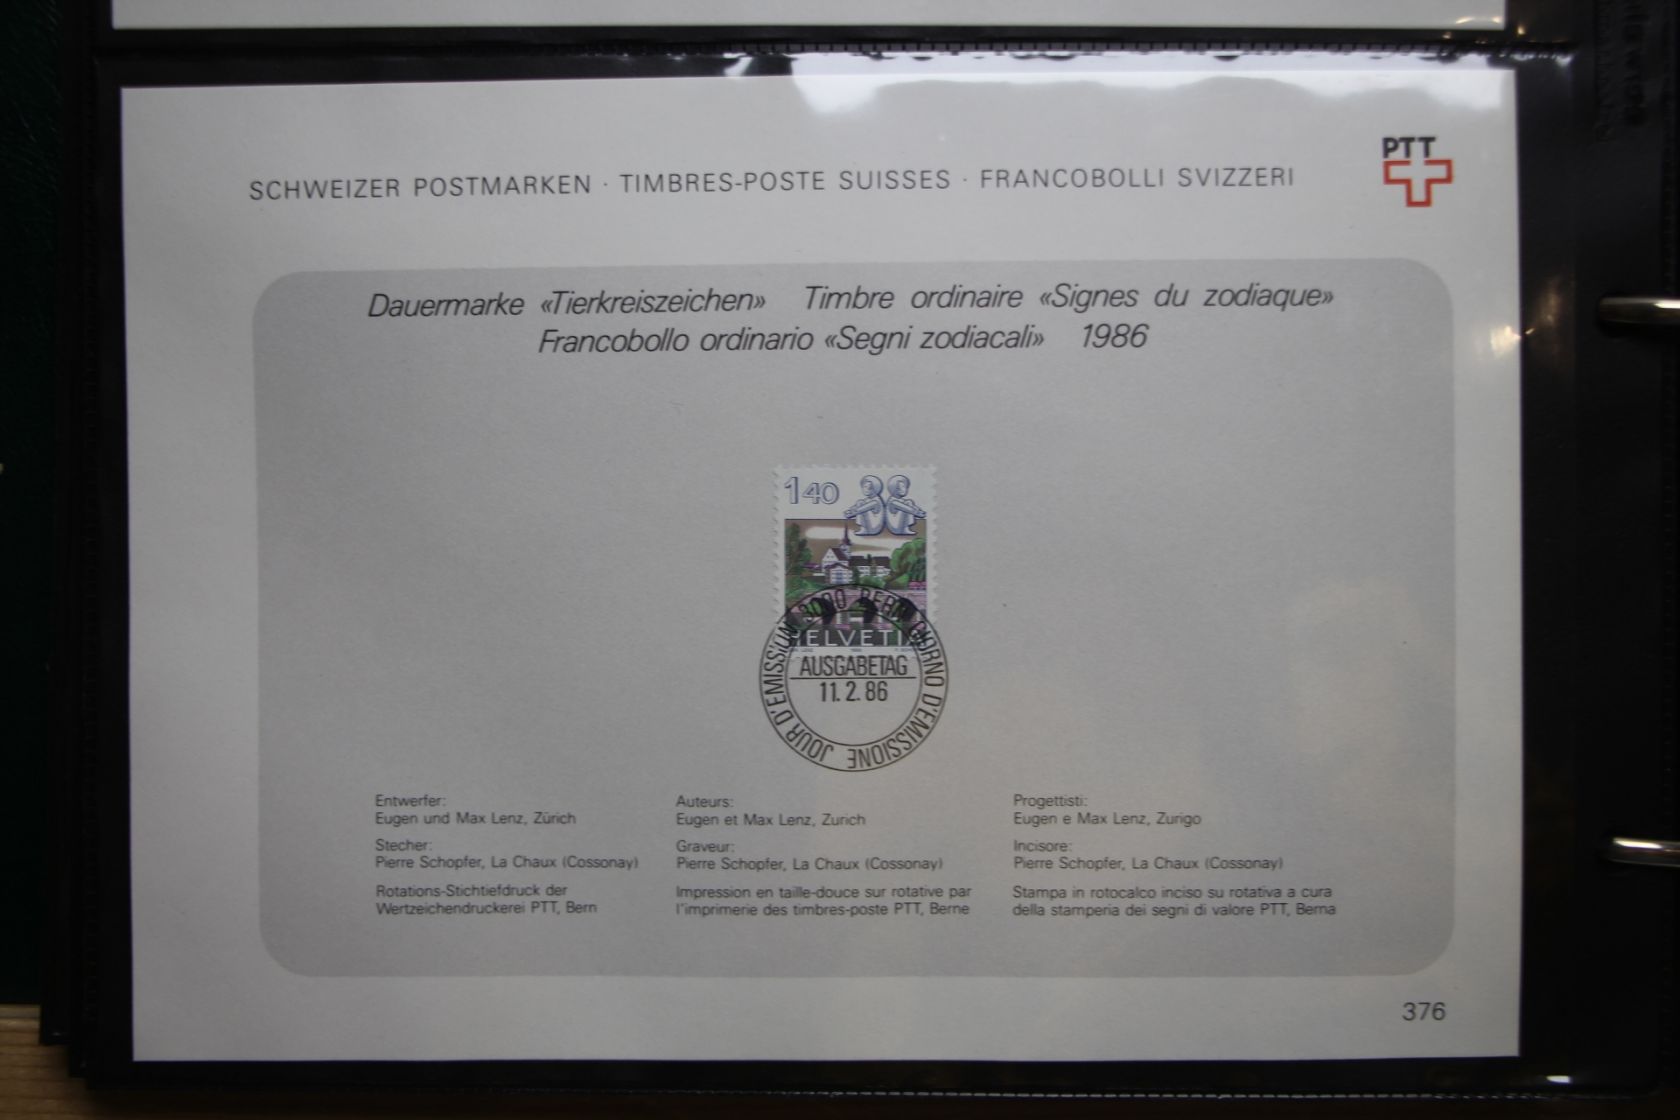 SCHWEIZER POSTMARKEN · TIMBRES-POSTE SUISSES · FRANCOBOLLI SVIZZERI
PTT
Dauermarke «Tierkreiszeichen» Timbre ordinaire «Signes du zodiaque»
Francobollo ordinario «Segni zodiacali» 1986
1 40
HELVETIA
JOUR D'EMISSION 3000 BERN GIORNO D'EMISSIONE
AUSGABETAG
11.2.86
Entwerfer:
Eugen und Max Lenz, Zürich
Stecher:
Pierre Schopfer, La Chaux (Cossonay)
Rotations-Stichtiefdruck der
Wertzeichendruckerei PTT, Bern
Auteurs:
Eugen et Max Lenz, Zurich
Graveur:
Pierre Schopfer, La Chaux (Cossonay)
Impression en taille-douce sur rotative par
l'imprimerie des timbres-poste PTT, Berne
Progettisti:
Eugen e Max Lenz, Zurigo
Incisore:
Pierre Schopfer, La Chaux (Cossonay)
Stampa in rotocalco inciso su rotativa a cura
della stamperia dei segni di valore PTT, Berna
376